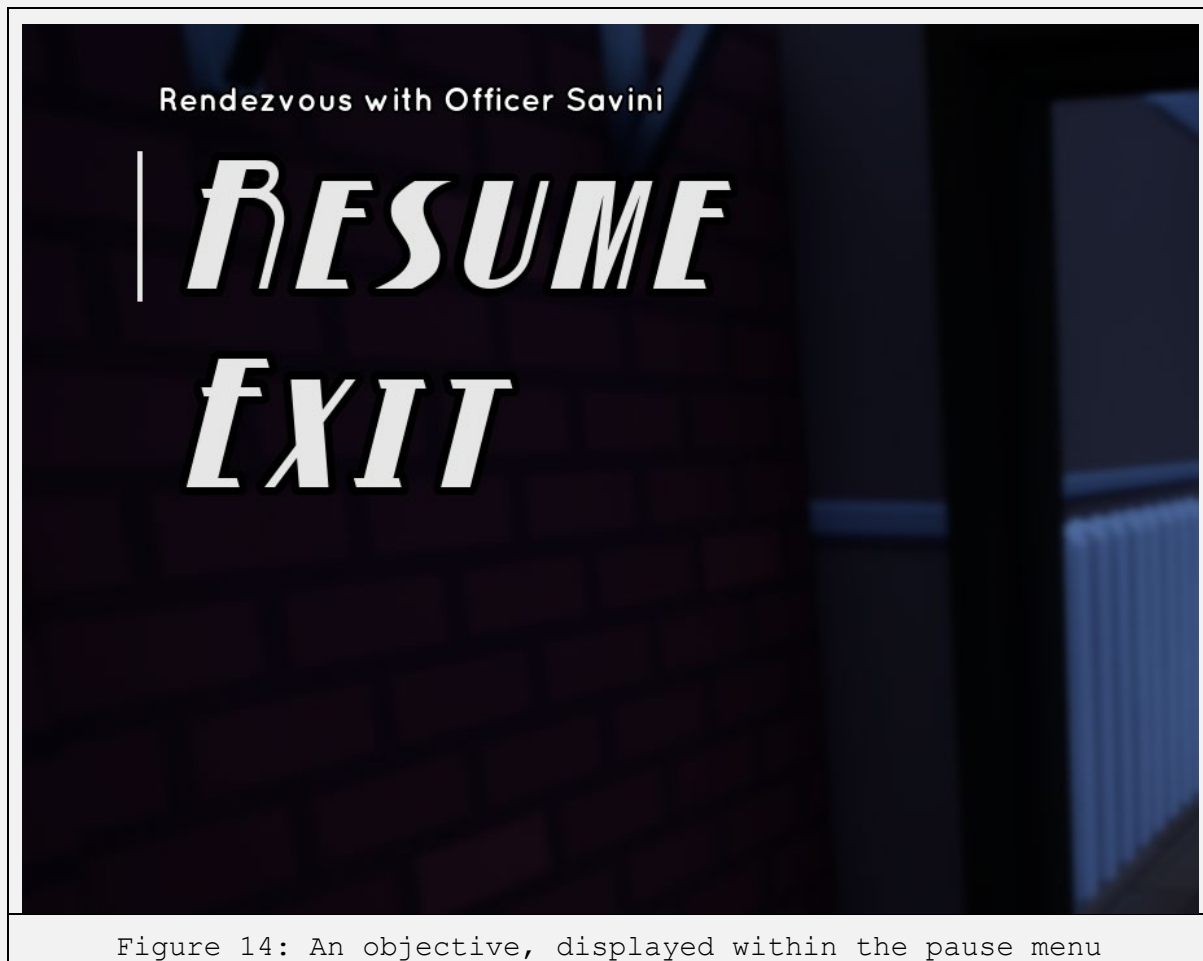 Rendezvous with Officer Savini
Resume
Exit
Figure 14: An objective, displayed within the pause menu